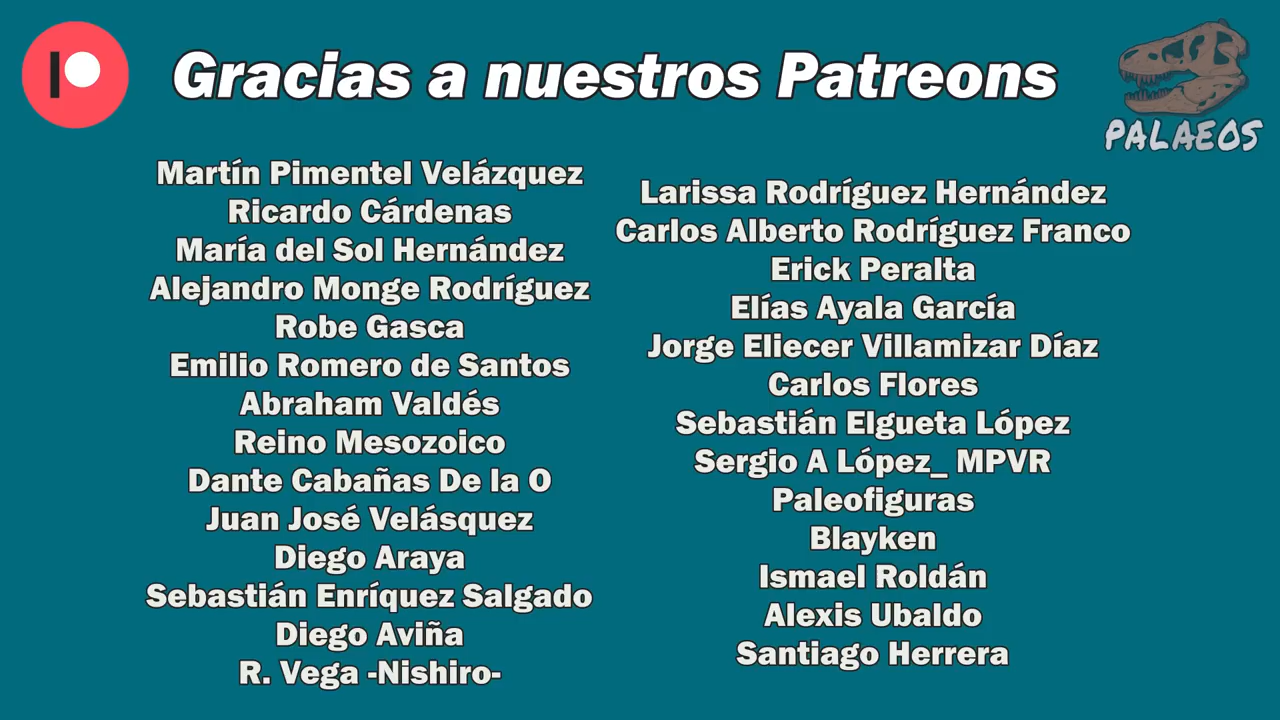 Gracias a nuestros Patreons
PALAEOS
Martín Pimentel Velázquez
Ricardo Cárdenas
María del Sol Hernández
Alejandro Monge Rodríguez
Robe Gasca
Emilio Romero de Santos
Abraham Valdés
Reino Mesozoico
Dante Cabañas De la O
Juan José Velásquez
Diego Araya
Sebastián Enríquez Salgado
Diego Aviña
R. Vega -Nishiro-
Larissa Rodríguez Hernández
Carlos Alberto Rodríguez Franco
Erick Peralta
Elías Ayala García
Jorge Eliecer Villamizar Díaz
Carlos Flores
Sebastián Elgueta López
Sergio A López_ MPVR
Paleofiguras
Blayken
Ismael Roldán
Alexis Ubaldo
Santiago Herrera